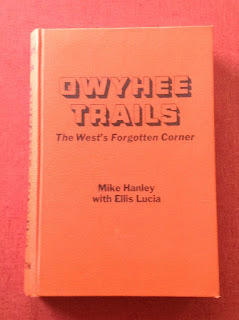 OWYHEE
TRAILS
The West's Forgotten Corner
Mike Hanley
with Ellis Lucia